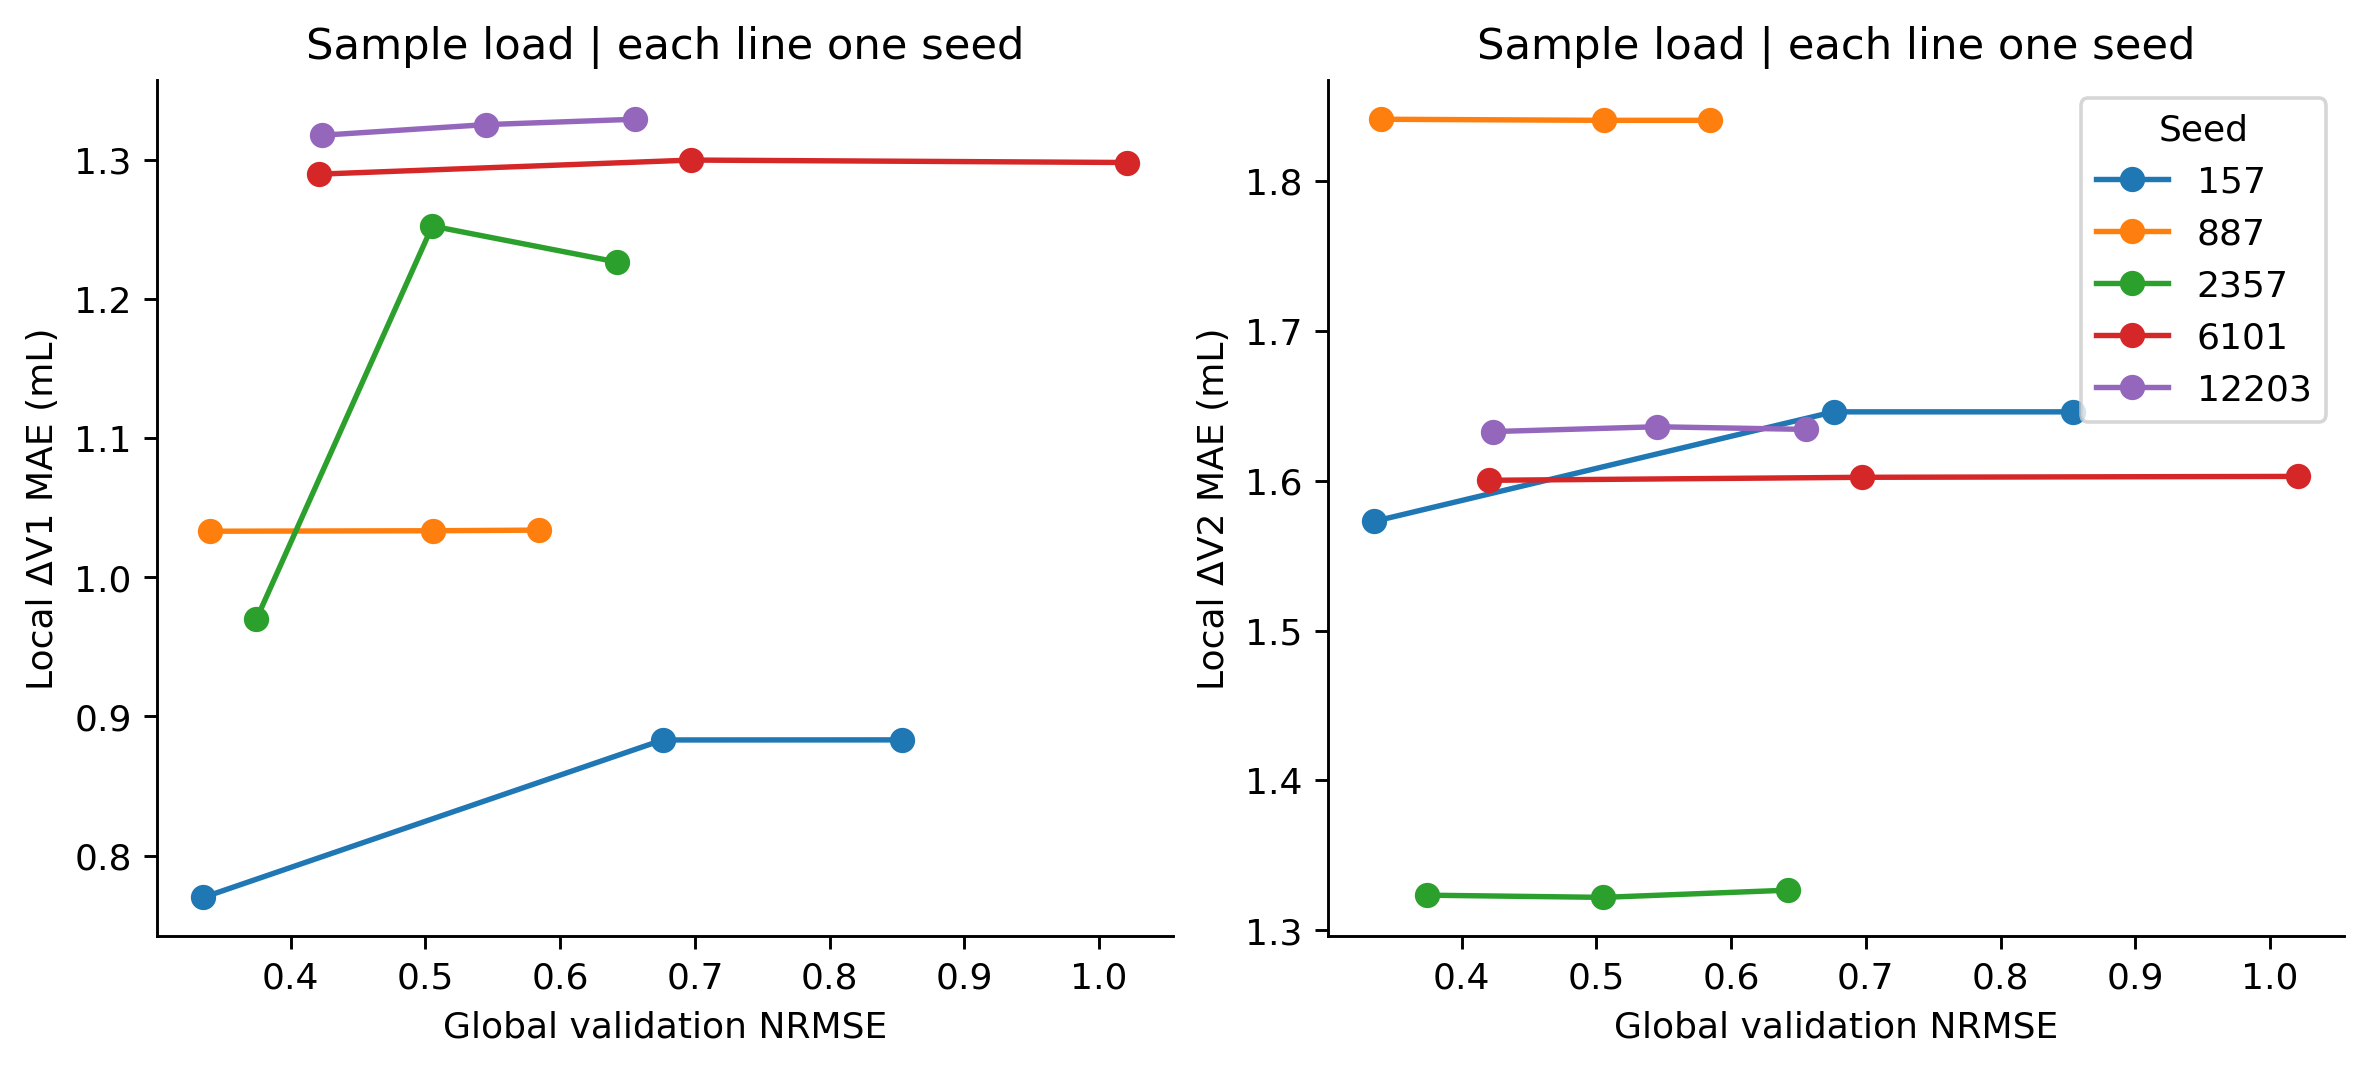 Sample load | each line one seed
Local ΔV1 MAE (mL)
1.3
1.2
1.1
1.0
0.9
0.8
0.4 0.5 0.6 0.7 0.8 0.9 1.0
Global validation NRMSE
Sample load | each line one seed
Local ΔV2 MAE (mL)
1.8
1.7
1.6
1.5
1.4
1.3
0.4 0.5 0.6 0.7 0.8 0.9 1.0
Global validation NRMSE
Seed
157
887
2357
6101
12203